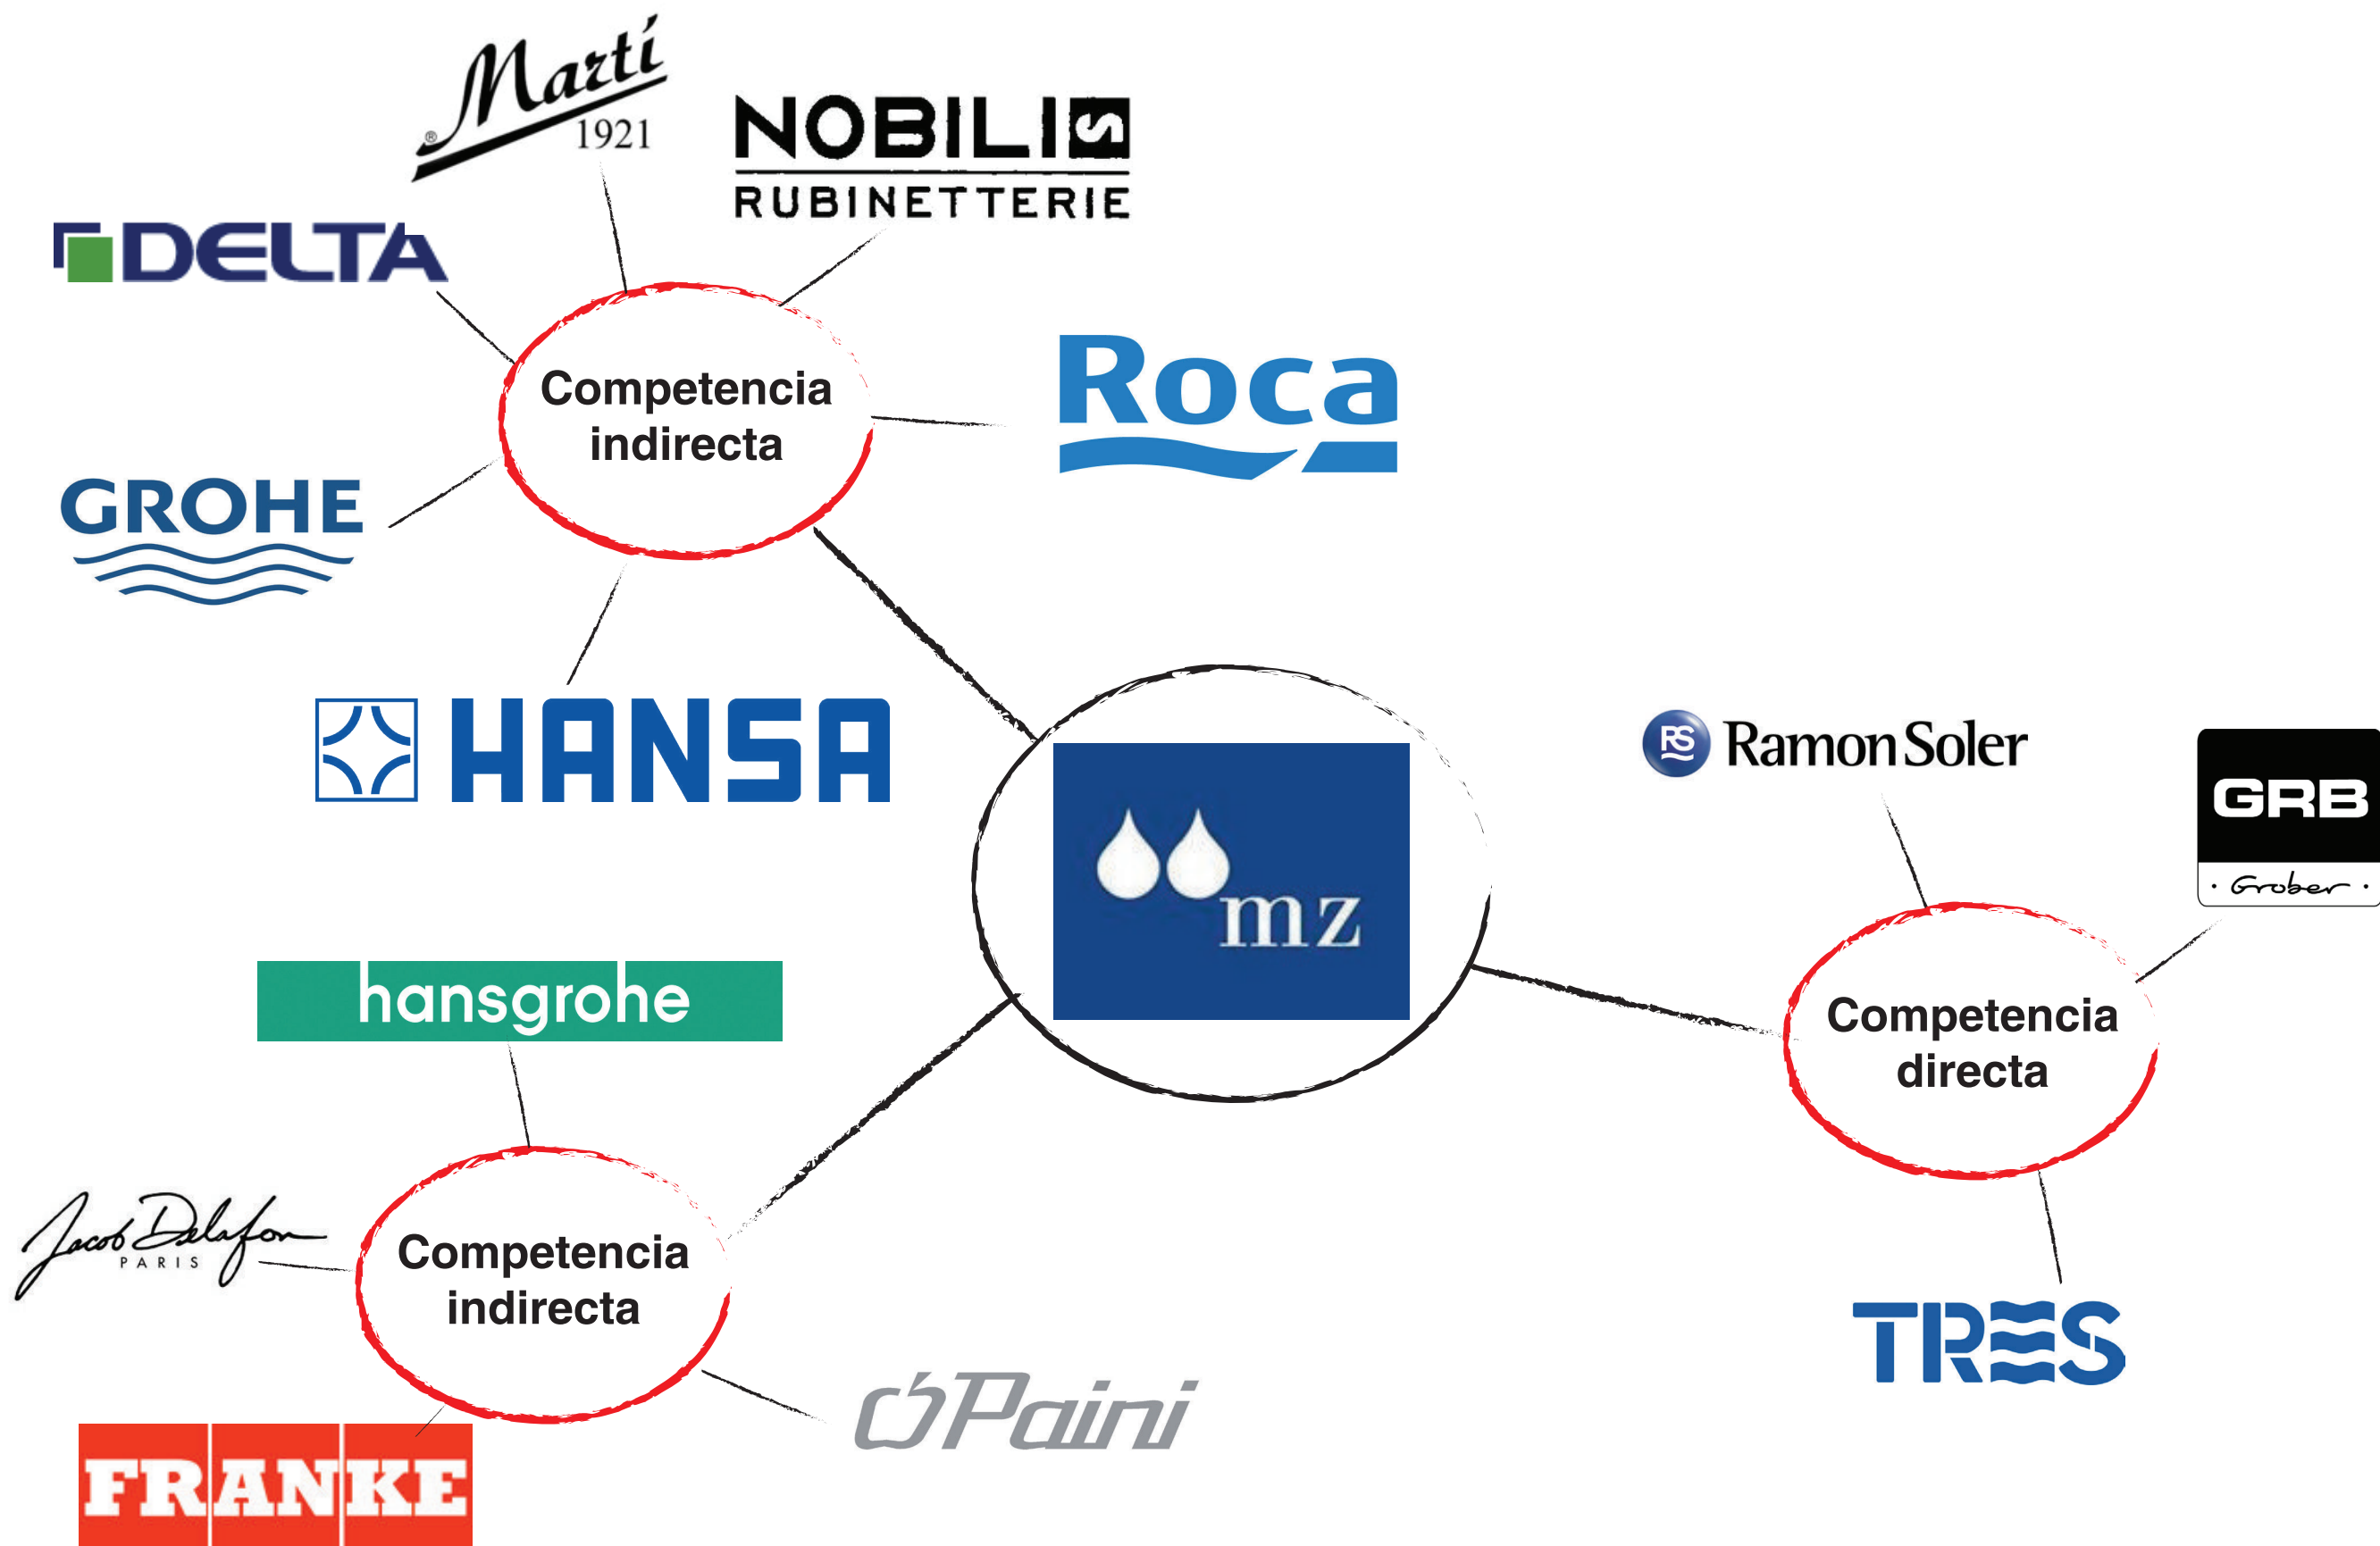 Martí
® 1921
NOBILIS
RUBINETTERIE
DELTA
Competencia
indirecta
Roca
GROHE
HANSA
mz
RS Ramon Soler
GRB
· Grober ·
Competencia
directa
TRES
hansgrohe
Jacob Delafon
PARIS
Competencia
indirecta
Paini
FRANKE